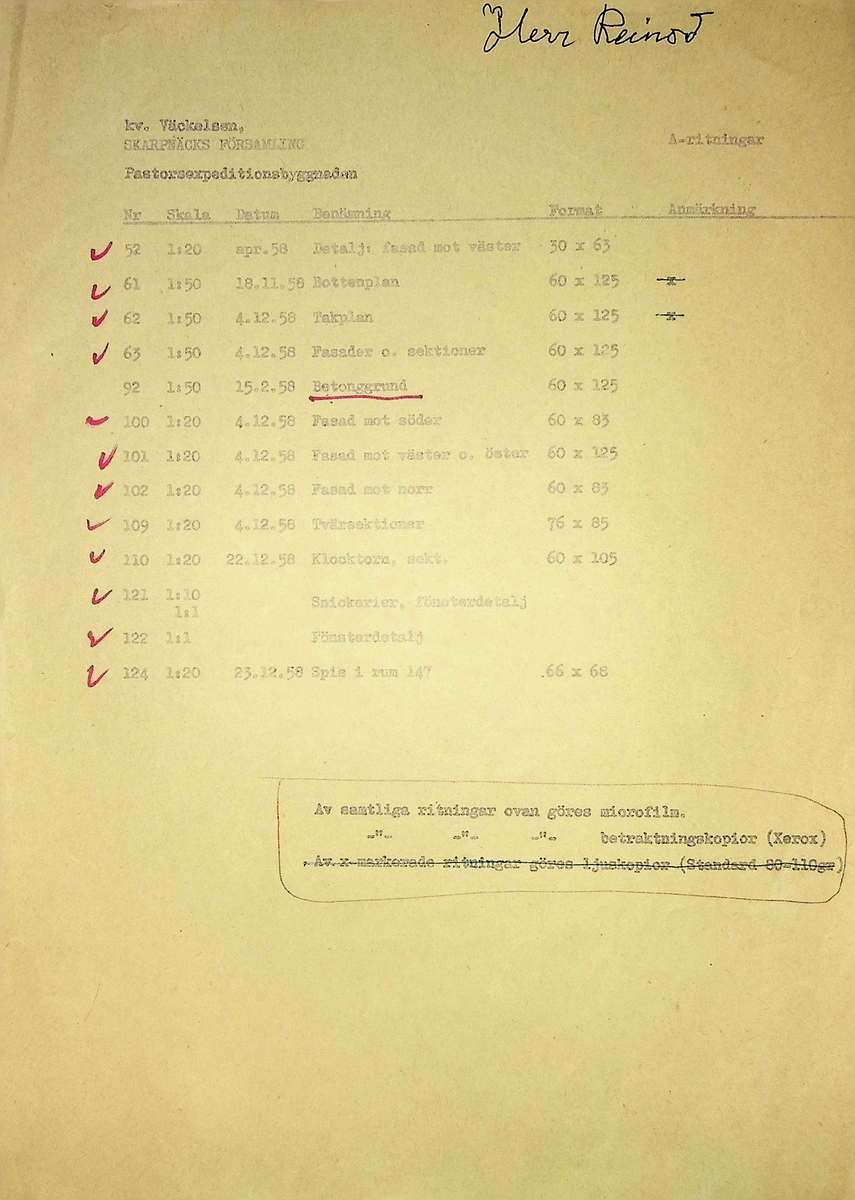 Herr Reinod
kv. Väckelsen,
SKARPNÄCKS FÖRSAMLING A-ritningar
Pastorsexpeditionsbyggnaden
Nr Skala Datum Benämning Format Anmärkning
52 1:20 apr.58 Detalj: fasad mot väster 30 x 63
61 1:50 18.11.58 Bottenplan 60 x 125 x
62 1:50 4.12.58 Takplan 60 x 125 x
63 1:50 4.12.58 Fasader o. sektioner 60 x 125
92 1:50 15.2.58 Betonggrund 60 x 125
100 1:20 4.12.58 Fasad mot söder 60 x 83
101 1:20 4.12.58 Fasad mot väster o. öster 60 x 125
102 1:20 4.12.58 Fasad mot norr 60 x 83
109 1:20 4.12.58 Tvärsektioner 76 x 85
110 1:20 22.12.58 Klocktorn, sekt. 60 x 105
121 1:10 Snickerier, fönsterdetalj
1:1
122 1:1 Fönsterdetalj
124 1:20 23.12.58 Spis i rum 147 66 x 68
Av samtliga ritningar ovan göres microfilm.
-"- -"- -"- betraktningskopior (Xerox)
Av x-markerade ritningar göres ljuskopior (Standard 80-110gr)